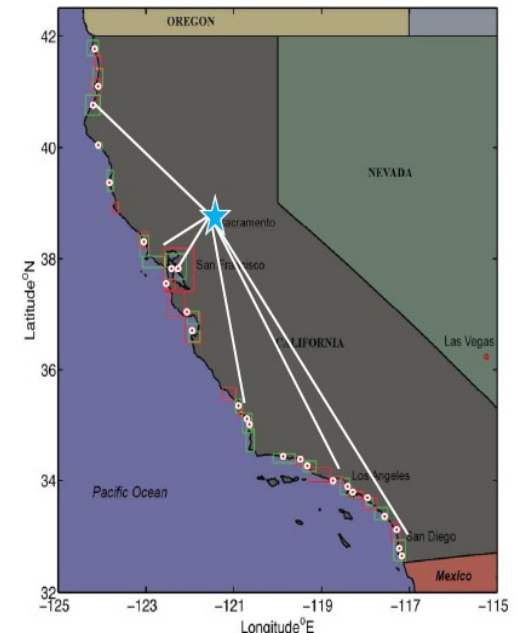 42
OREGON
40
NEVADA
Sacramento
38
San Francisco
CALIFORNIA
Las Vegas
36
Latitude°N
Los Angeles
34
Pacific Ocean
San Diego
Mexico
32
−125
−123
−121
−119
−117
−115
Longitude°E